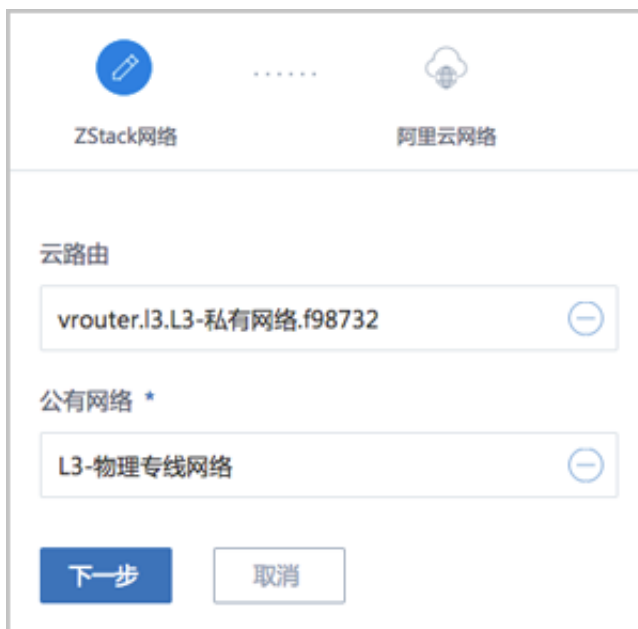 ZStack网络
阿里云网络
云路由
vrouter.l3.L3-私有网络.f98732
公有网络 *
L3-物理专线网络
下一步
取消